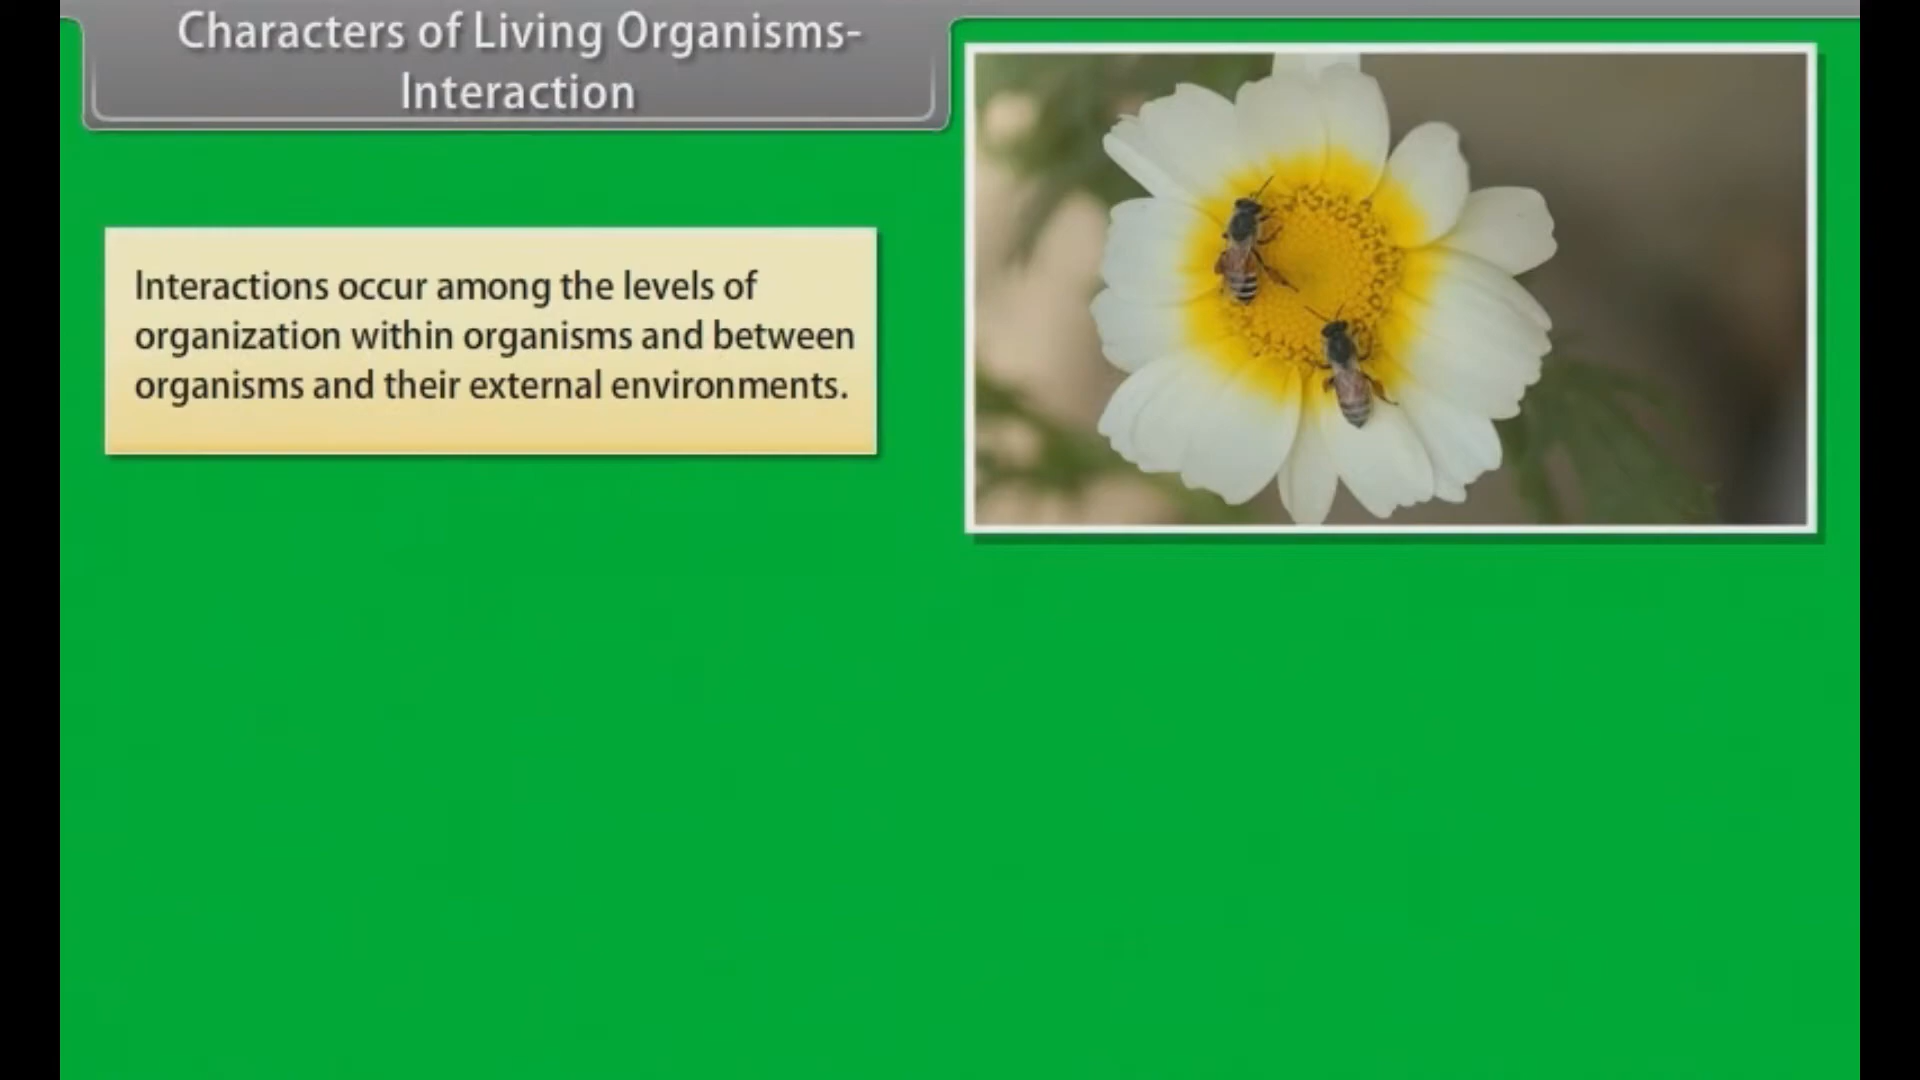 Characters of Living Organisms-
Interaction
Interactions occur among the levels of
organization within organisms and between
organisms and their external environments.